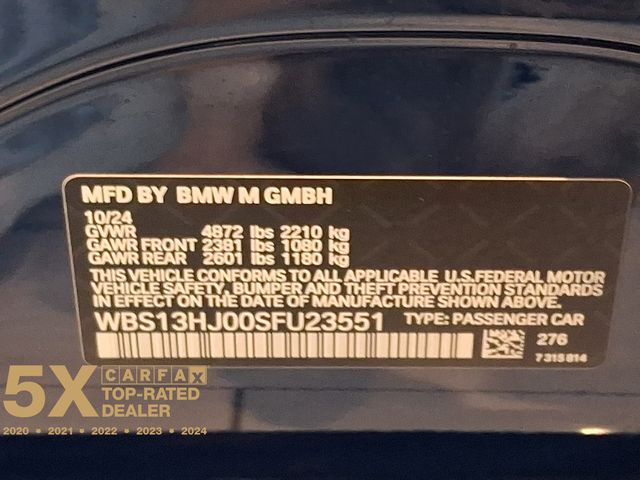 MFD BY BMW M GMBH
10/24
GVWR 4872 lbs 2210 kg
GAWR FRONT 2381 lbs 1080 kg
GAWR REAR 2601 lbs 1180 kg
THIS VEHICLE CONFORMS TO ALL APPLICABLE U.S.FEDERAL MOTOR
VEHICLE SAFETY, BUMPER AND THEFT PREVENTION STANDARDS
IN EFFECT ON THE DATE OF MANUFACTURE SHOWN ABOVE.
WBS13HJ00SFU23551 TYPE: PASSENGER CAR
276
7 315 814
5X CARFAX
TOP-RATED
DEALER
2020 • 2021 • 2022 • 2023 • 2024